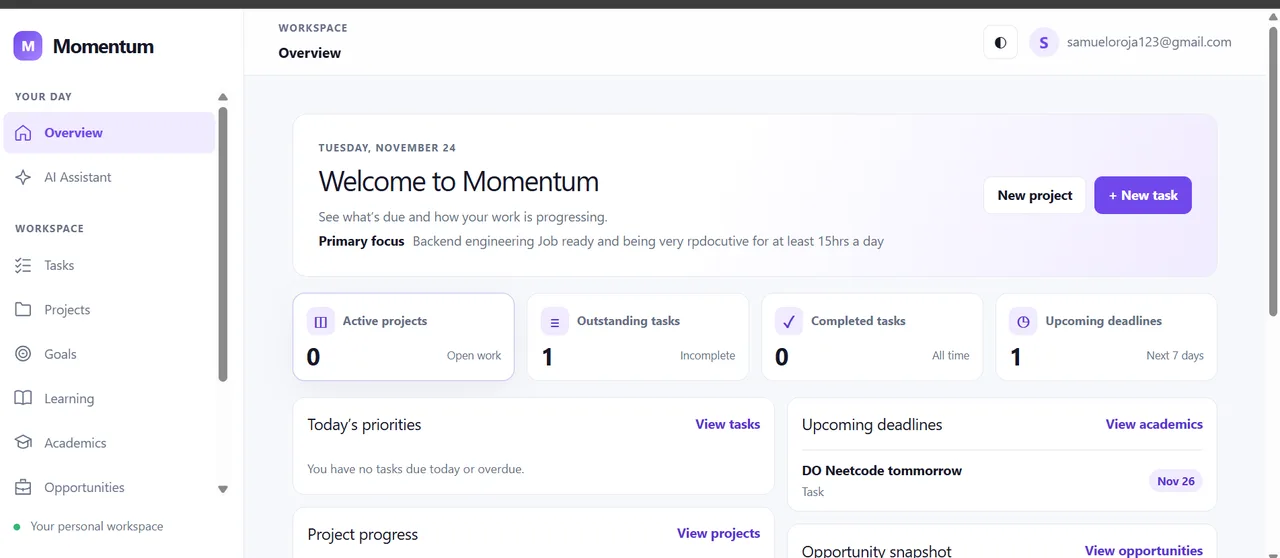 M Momentum
YOUR DAY
Overview
AI Assistant
WORKSPACE
Tasks
Projects
Goals
Learning
Academics
Opportunities
Your personal workspace
WORKSPACE
Overview
S samueloroja123@gmail.com
TUESDAY, NOVEMBER 24
Welcome to Momentum
See what's due and how your work is progressing.
Primary focus Backend engineering Job ready and being very rpdocutive for at least 15hrs a day
New project
+ New task
Active projects
0 Open work
Outstanding tasks
1 Incomplete
Completed tasks
0 All time
Upcoming deadlines
1 Next 7 days
Today's priorities View tasks
You have no tasks due today or overdue.
Project progress View projects
Upcoming deadlines View academics
DO Neetcode tommorrow
Task
Nov 26
Opportunity snapshot View opportunities